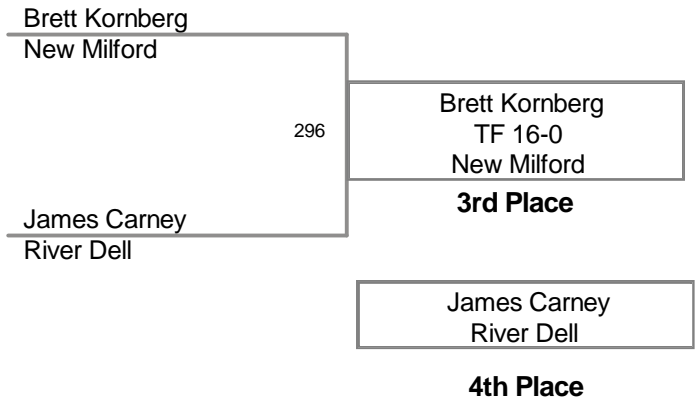 Brett Kornberg
New Milford
296
Brett Kornberg
TF 16-0
New Milford
3rd Place
James Carney
River Dell
James Carney
River Dell
4th Place